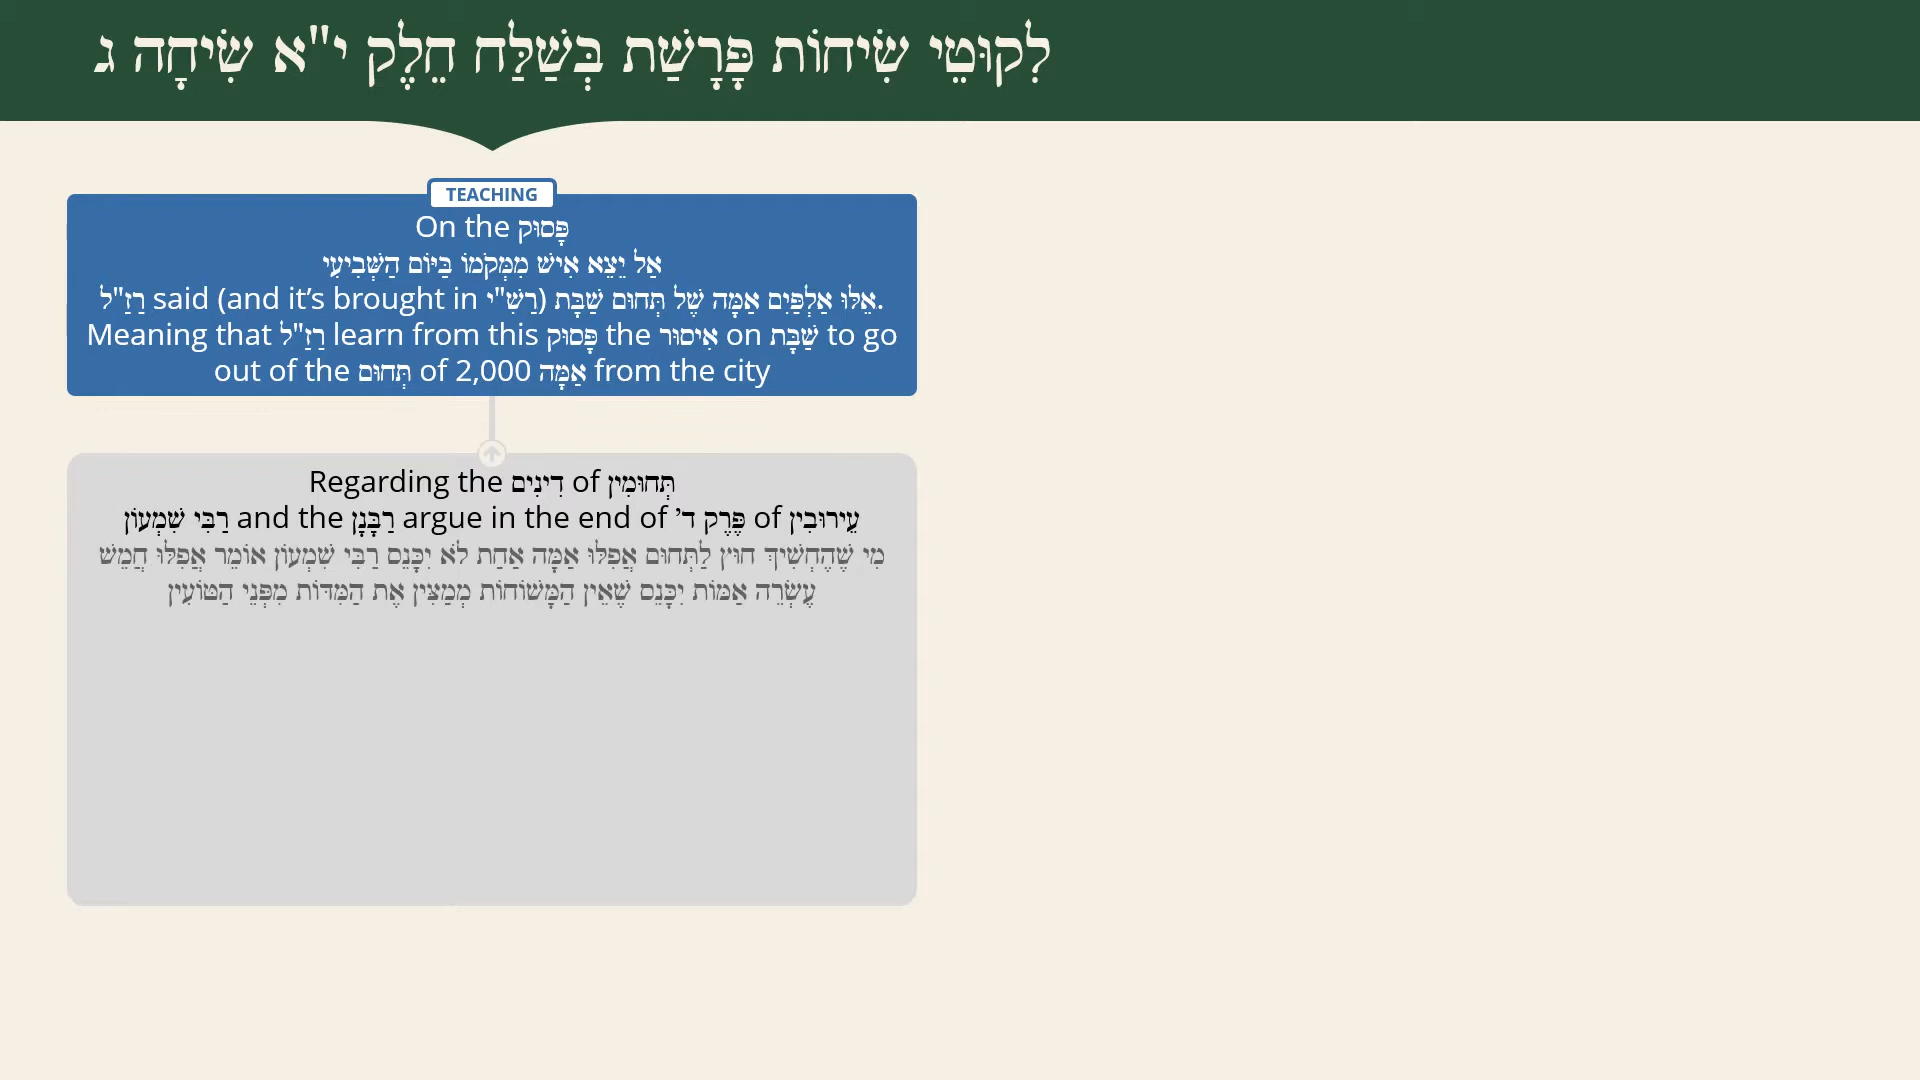 לִקוּטֵי שִׂיחוֹת פָּרָשַׁת בְּשַׁלַּח חֵלֶק י"א שִׂיחָה ג
TEACHING
On the פָּסוּק
אַל יֵצֵא אִישׁ מִמְּקֹמוֹ בַּיּוֹם הַשְּׁבִיעִי
רַזַ"ל said (and it’s brought in רַשִׁ"י) אֵלּוּ אַלְפַּיִם אַמָּה שֶׁל תְּחוּם שַׁבָּת.
Meaning that רַזַ"ל learn from this פָּסוּק the אִיסוּר on שַׁבָּת to go
out of the תְּחוּם of 2,000 אַמָּה from the city
Regarding the דִינִים of תְּחוּמִין
רַבִּי שִׁמְעוֹן and the רַבָּנָן argue in the end of פֶּרֶק ד’ of עֵירוּבִין
מִי שֶׁהֶחְשִׁיךְ חוּץ לַתְּחוּם אֲפִלּוּ אַמָּה אַחַת לֹא יִכָּנֵס רַבִּי שִׁמְעוֹן אוֹמֵר אֲפִלּוּ חֲמֵשׁ
עֶשְׂרֵה אַמּוֹת יִכָּנֵס שֶׁאֵין הַמָּשׁוֹחוֹת מְמַצִּין אֶת הַמִּדּוֹת מִפְּנֵי הַטּוֹעִין